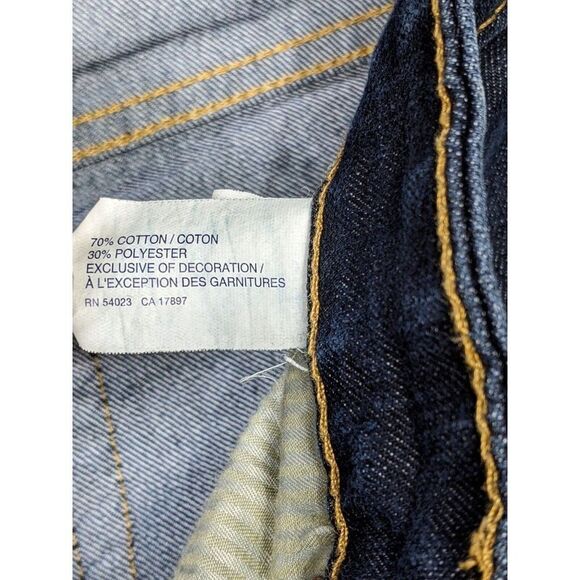 70% COTTON / COTON
30% POLYESTER
EXCLUSIVE OF DECORATION /
À L'EXCEPTION DES GARNITURES
RN 54023 CA 17897